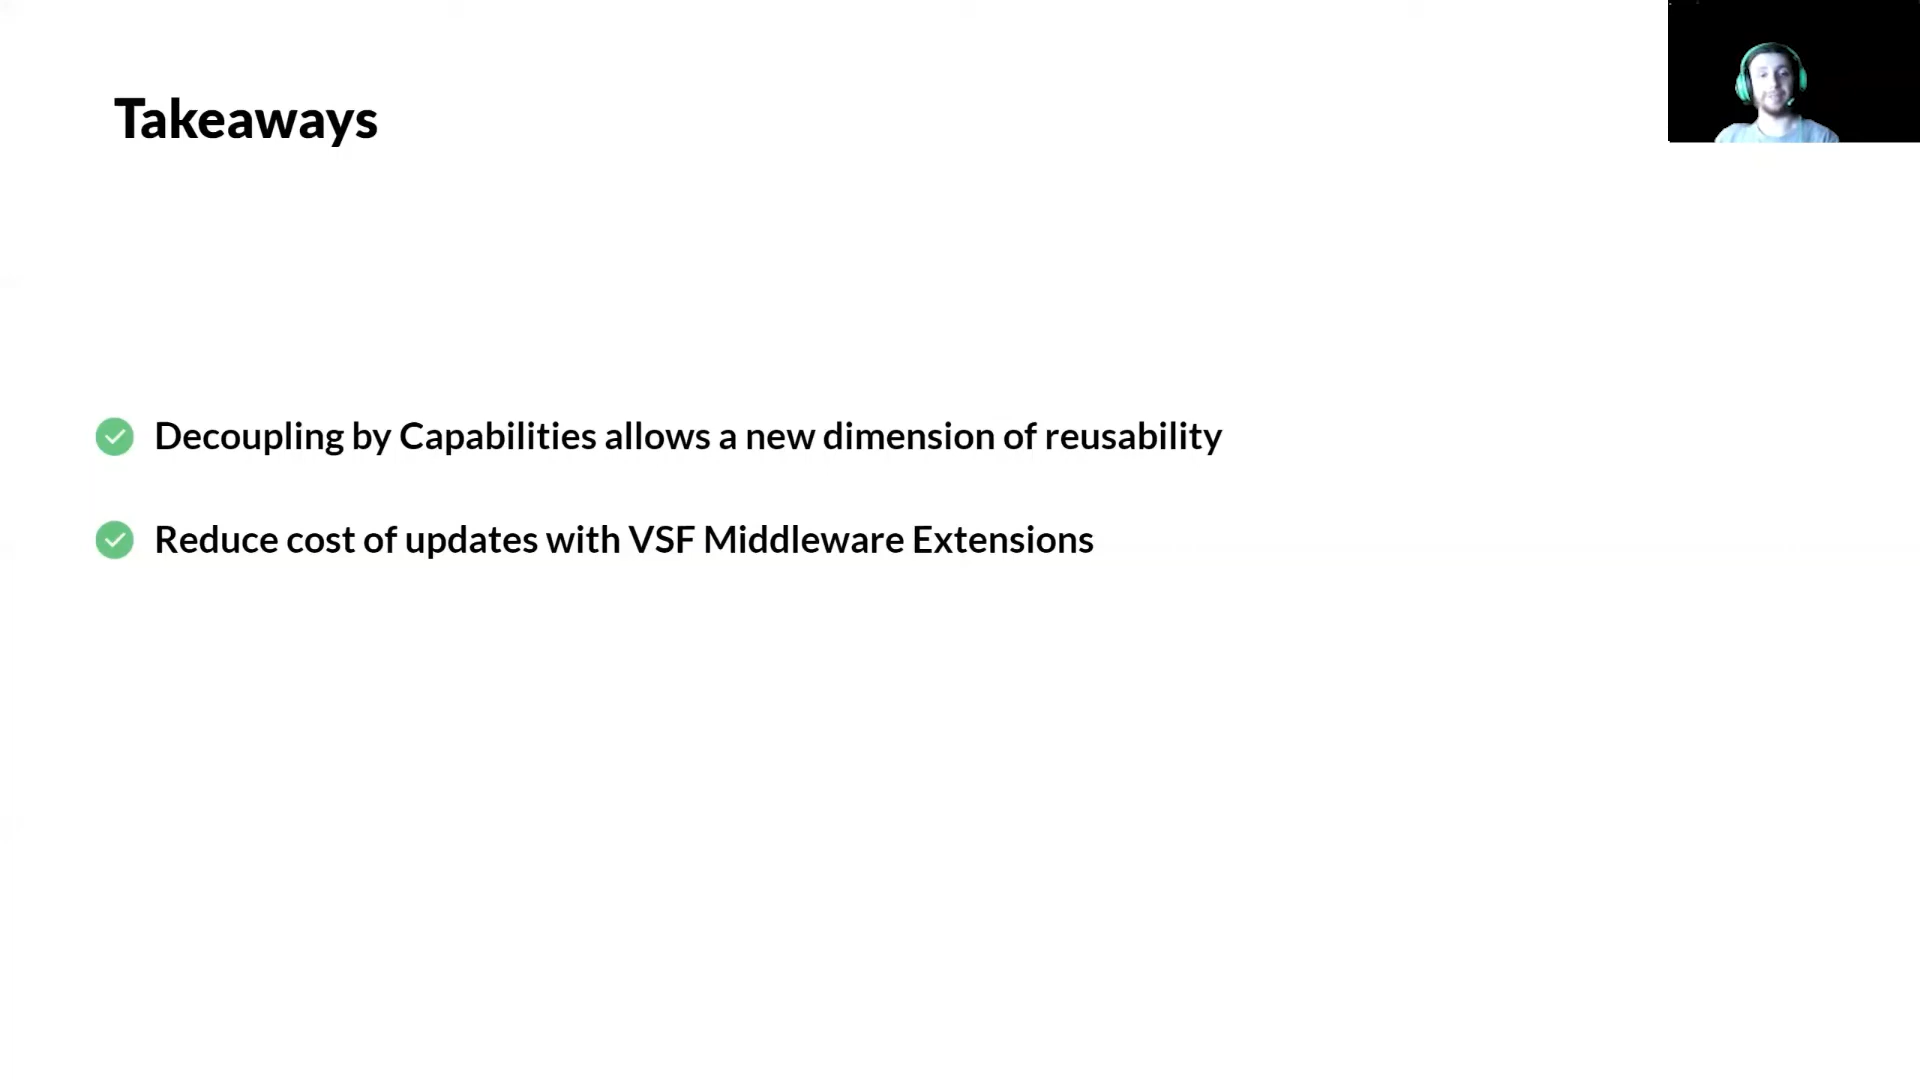 Takeaways
Decoupling by Capabilities allows a new dimension of reusability
Reduce cost of updates with VSF Middleware Extensions